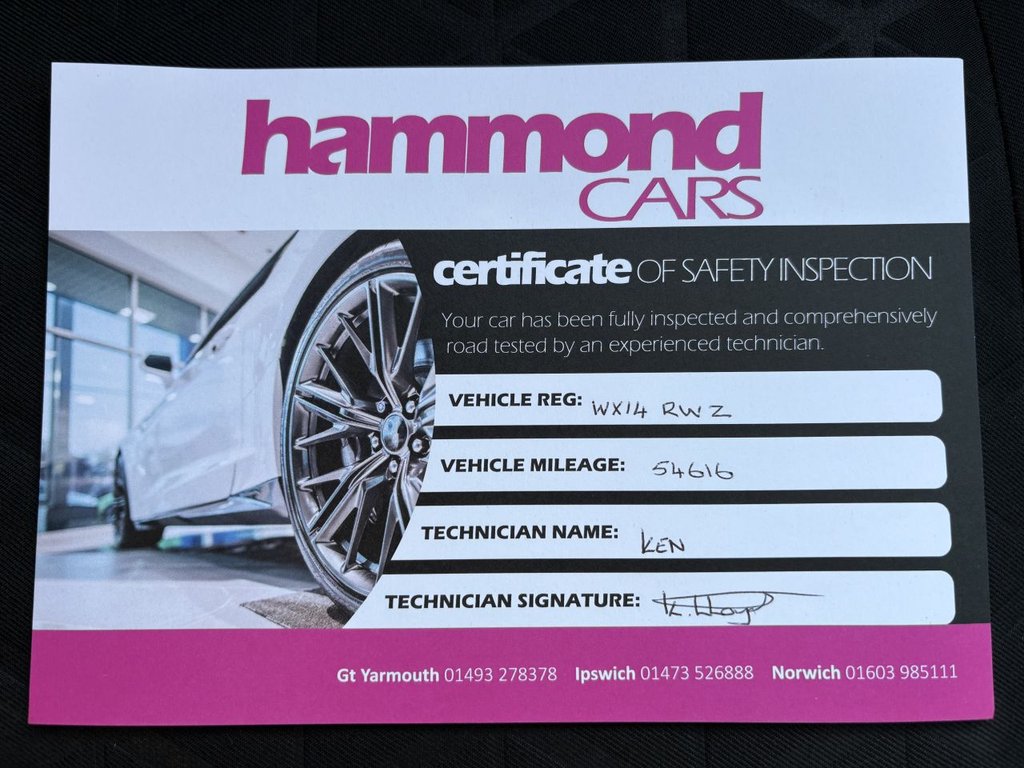 hammond
CARS
certificate OF SAFETY INSPECTION
Your car has been fully inspected and comprehensively
road tested by an experienced technician.
VEHICLE REG: WX14 RWZ
VEHICLE MILEAGE: 54616
TECHNICIAN NAME: KEN
TECHNICIAN SIGNATURE: K. Lloyd
Gt Yarmouth 01493 278378 Ipswich 01473 526888 Norwich 01603 985111